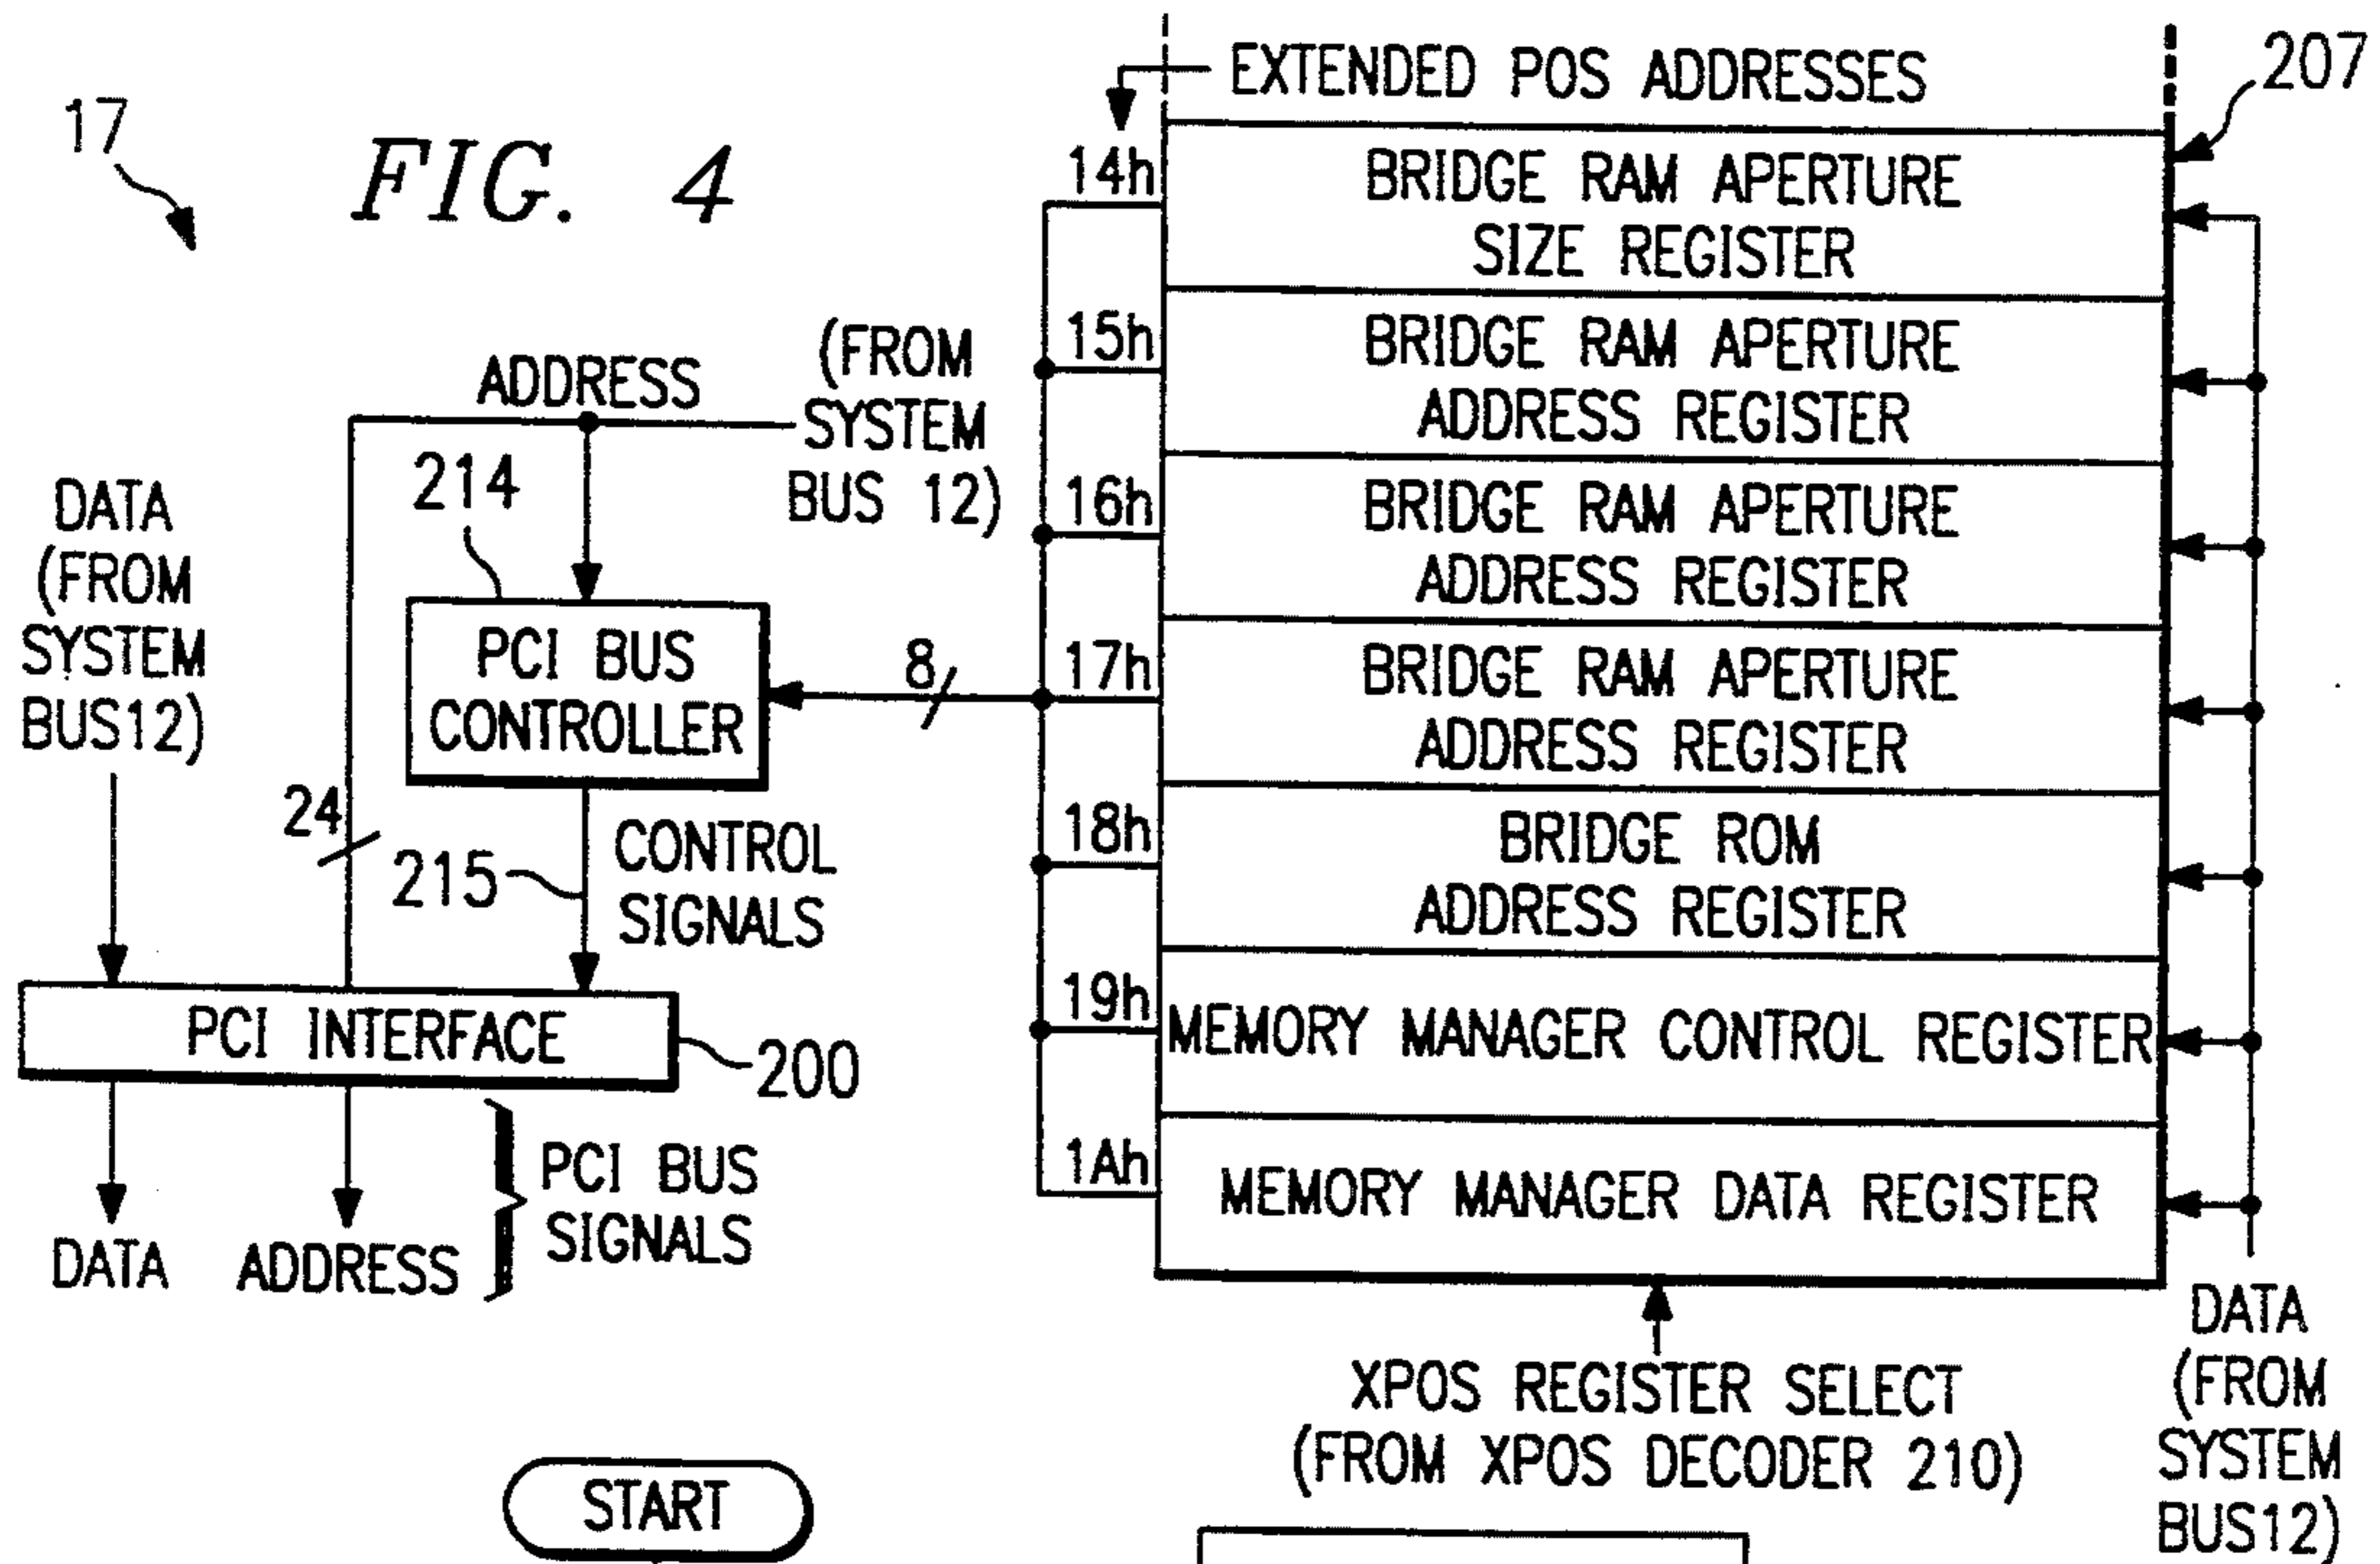 17
FIG. 4
EXTENDED POS ADDRESSES
207
14h
BRIDGE RAM APERTURE
SIZE REGISTER
15h
BRIDGE RAM APERTURE
ADDRESS REGISTER
16h
BRIDGE RAM APERTURE
ADDRESS REGISTER
17h
BRIDGE RAM APERTURE
ADDRESS REGISTER
18h
BRIDGE ROM
ADDRESS REGISTER
19h
MEMORY MANAGER CONTROL REGISTER
1Ah
MEMORY MANAGER DATA REGISTER
ADDRESS
(FROM
SYSTEM
BUS 12)
214
DATA
(FROM
SYSTEM
BUS12)
PCI BUS
CONTROLLER
8
24
215
CONTROL
SIGNALS
PCI INTERFACE
200
DATA
ADDRESS
PCI BUS
SIGNALS
XPOS REGISTER SELECT
(FROM XPOS DECODER 210)
DATA
(FROM
SYSTEM
BUS12)
START